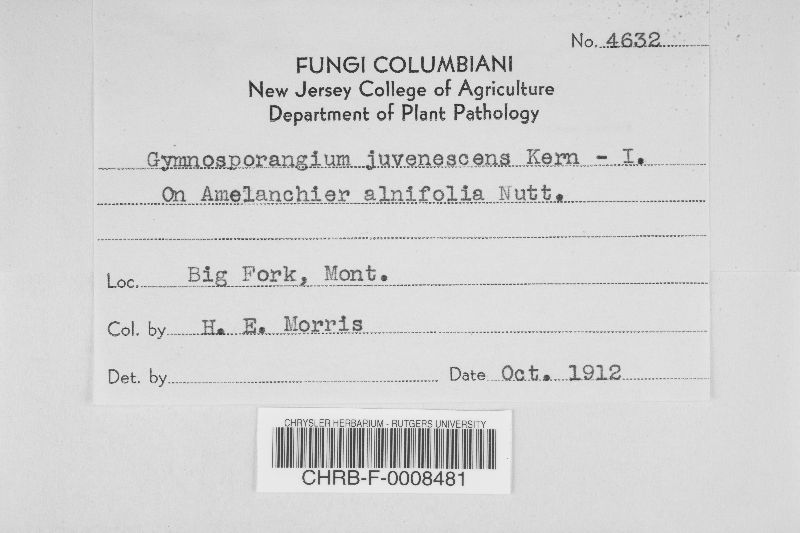 No. 4632
FUNGI COLUMBIANI
New Jersey College of Agriculture
Department of Plant Pathology
Gymnosporangium juvenescens Kern - I.
On Amelanchier alnifolia Nutt.
Loc. Big Fork, Mont.
Col. by H. E. Morris
Det. by Date Oct. 1912
CHRYSLER HERBARIUM - RUTGERS UNIVERSITY
CHRB-F-0008481